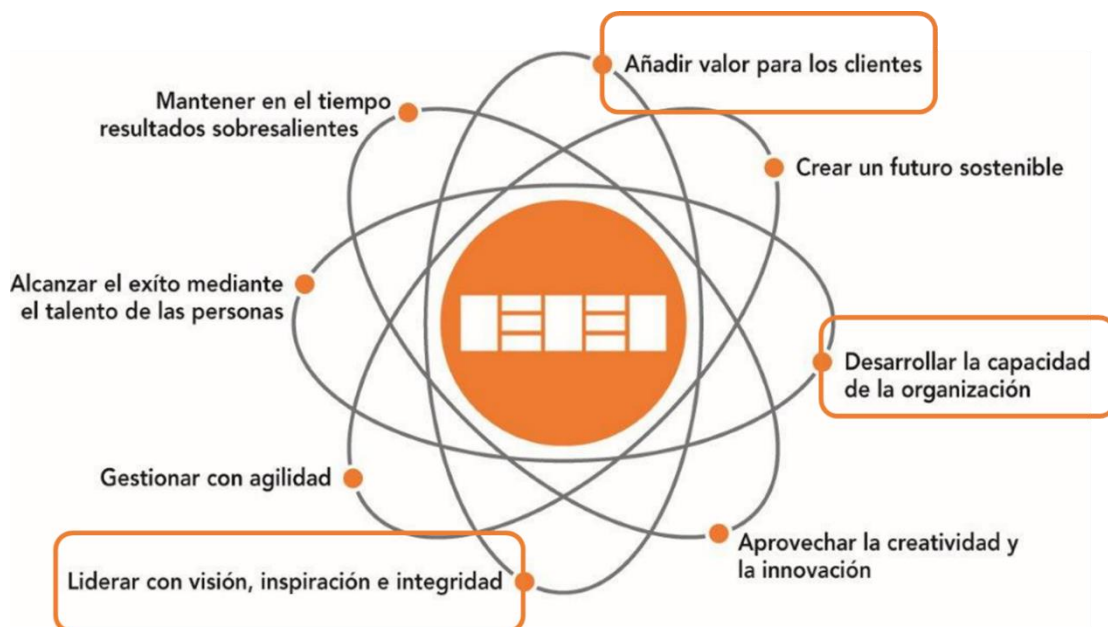 Añadir valor para los clientes
Mantener en el tiempo
resultados sobresalientes
Crear un futuro sostenible
Alcanzar el exíto mediante
el talento de las personas
Desarrollar la capacidad
de la organización
Gestionar con agilidad
Aprovechar la creatividad y
la innovación
Liderar con visión, inspiración e integridad